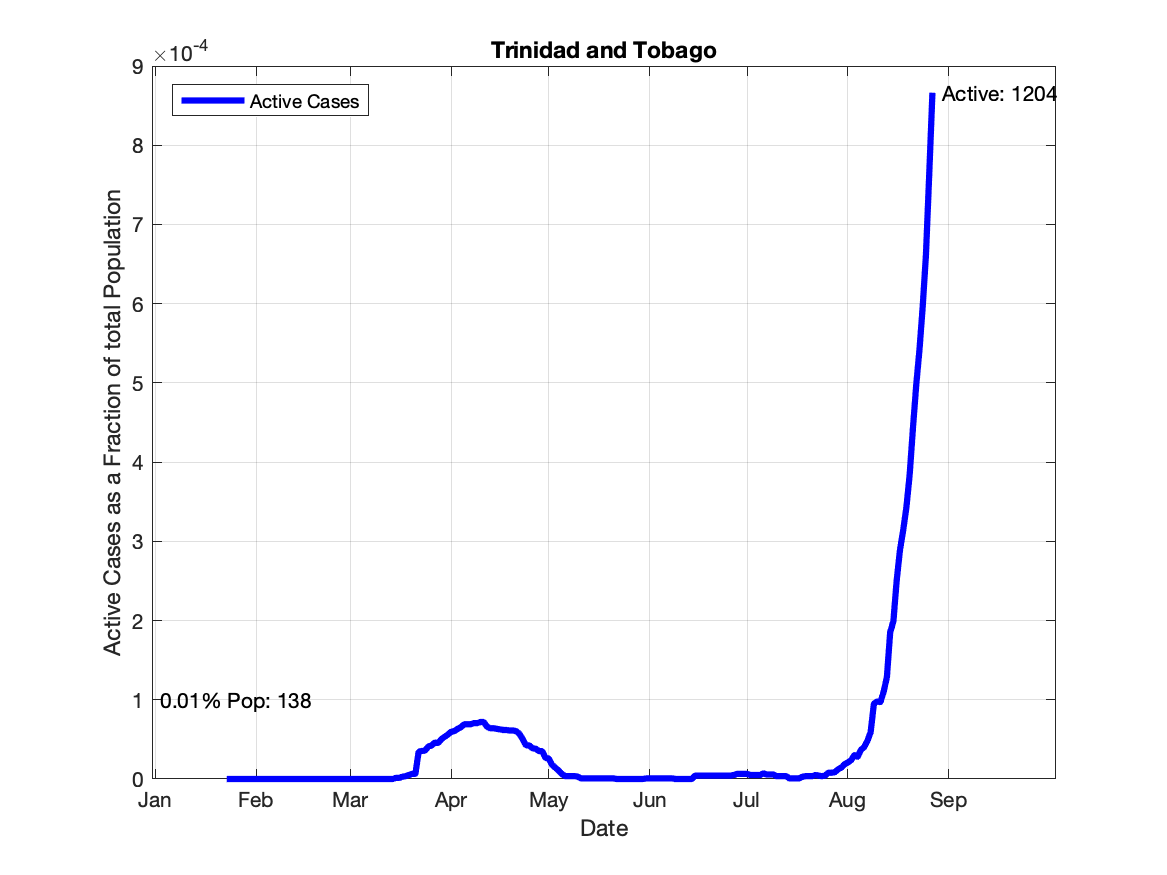 Trinidad and Tobago
×10⁻⁴
Active Cases
Active: 1204
0.01% Pop: 138
Active Cases as a Fraction of total Population
9
8
7
6
5
4
3
2
1
0
Jan Feb Mar Apr May Jun Jul Aug Sep
Date